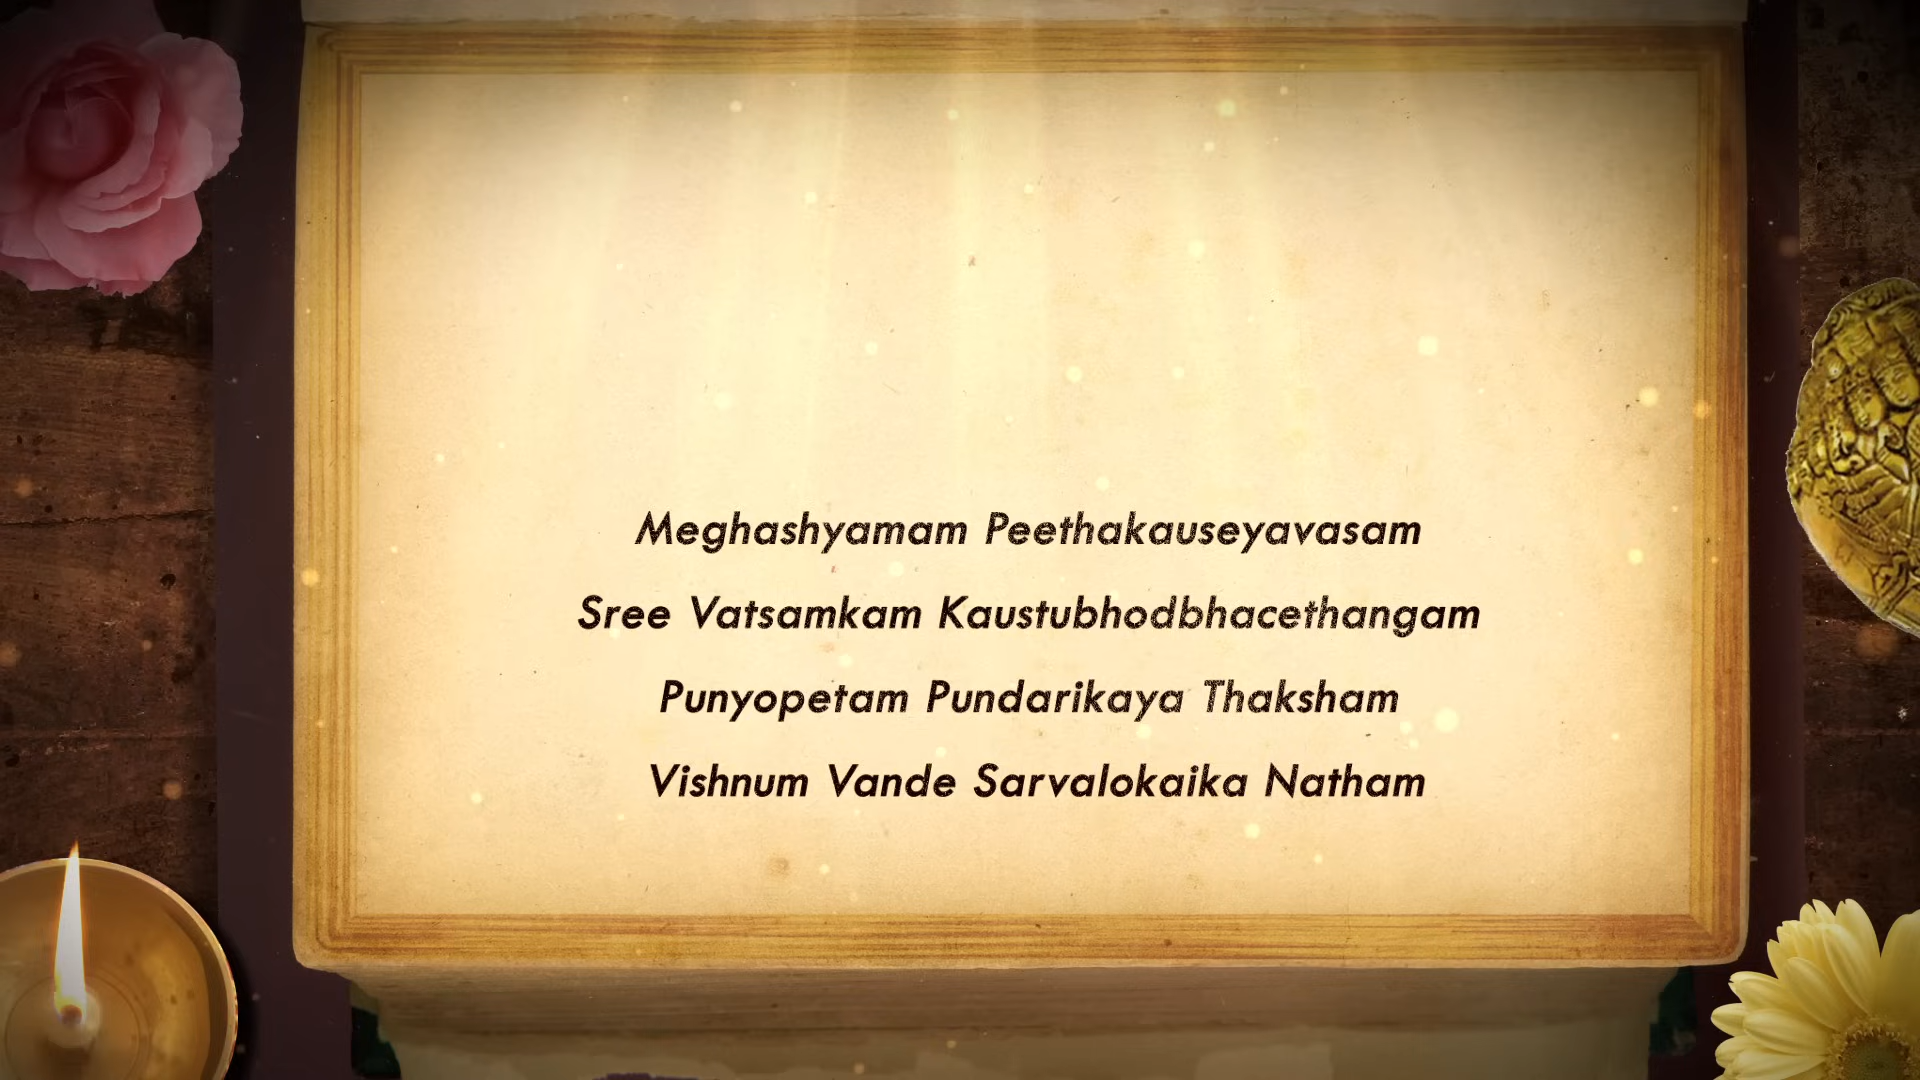 Meghashyamam Peethakauseyavasam
Sree Vatsamkam Kaustubhodbhacethangam
Punyopetam Pundarikaya Thaksham
Vishnum Vande Sarvalokaika Natham